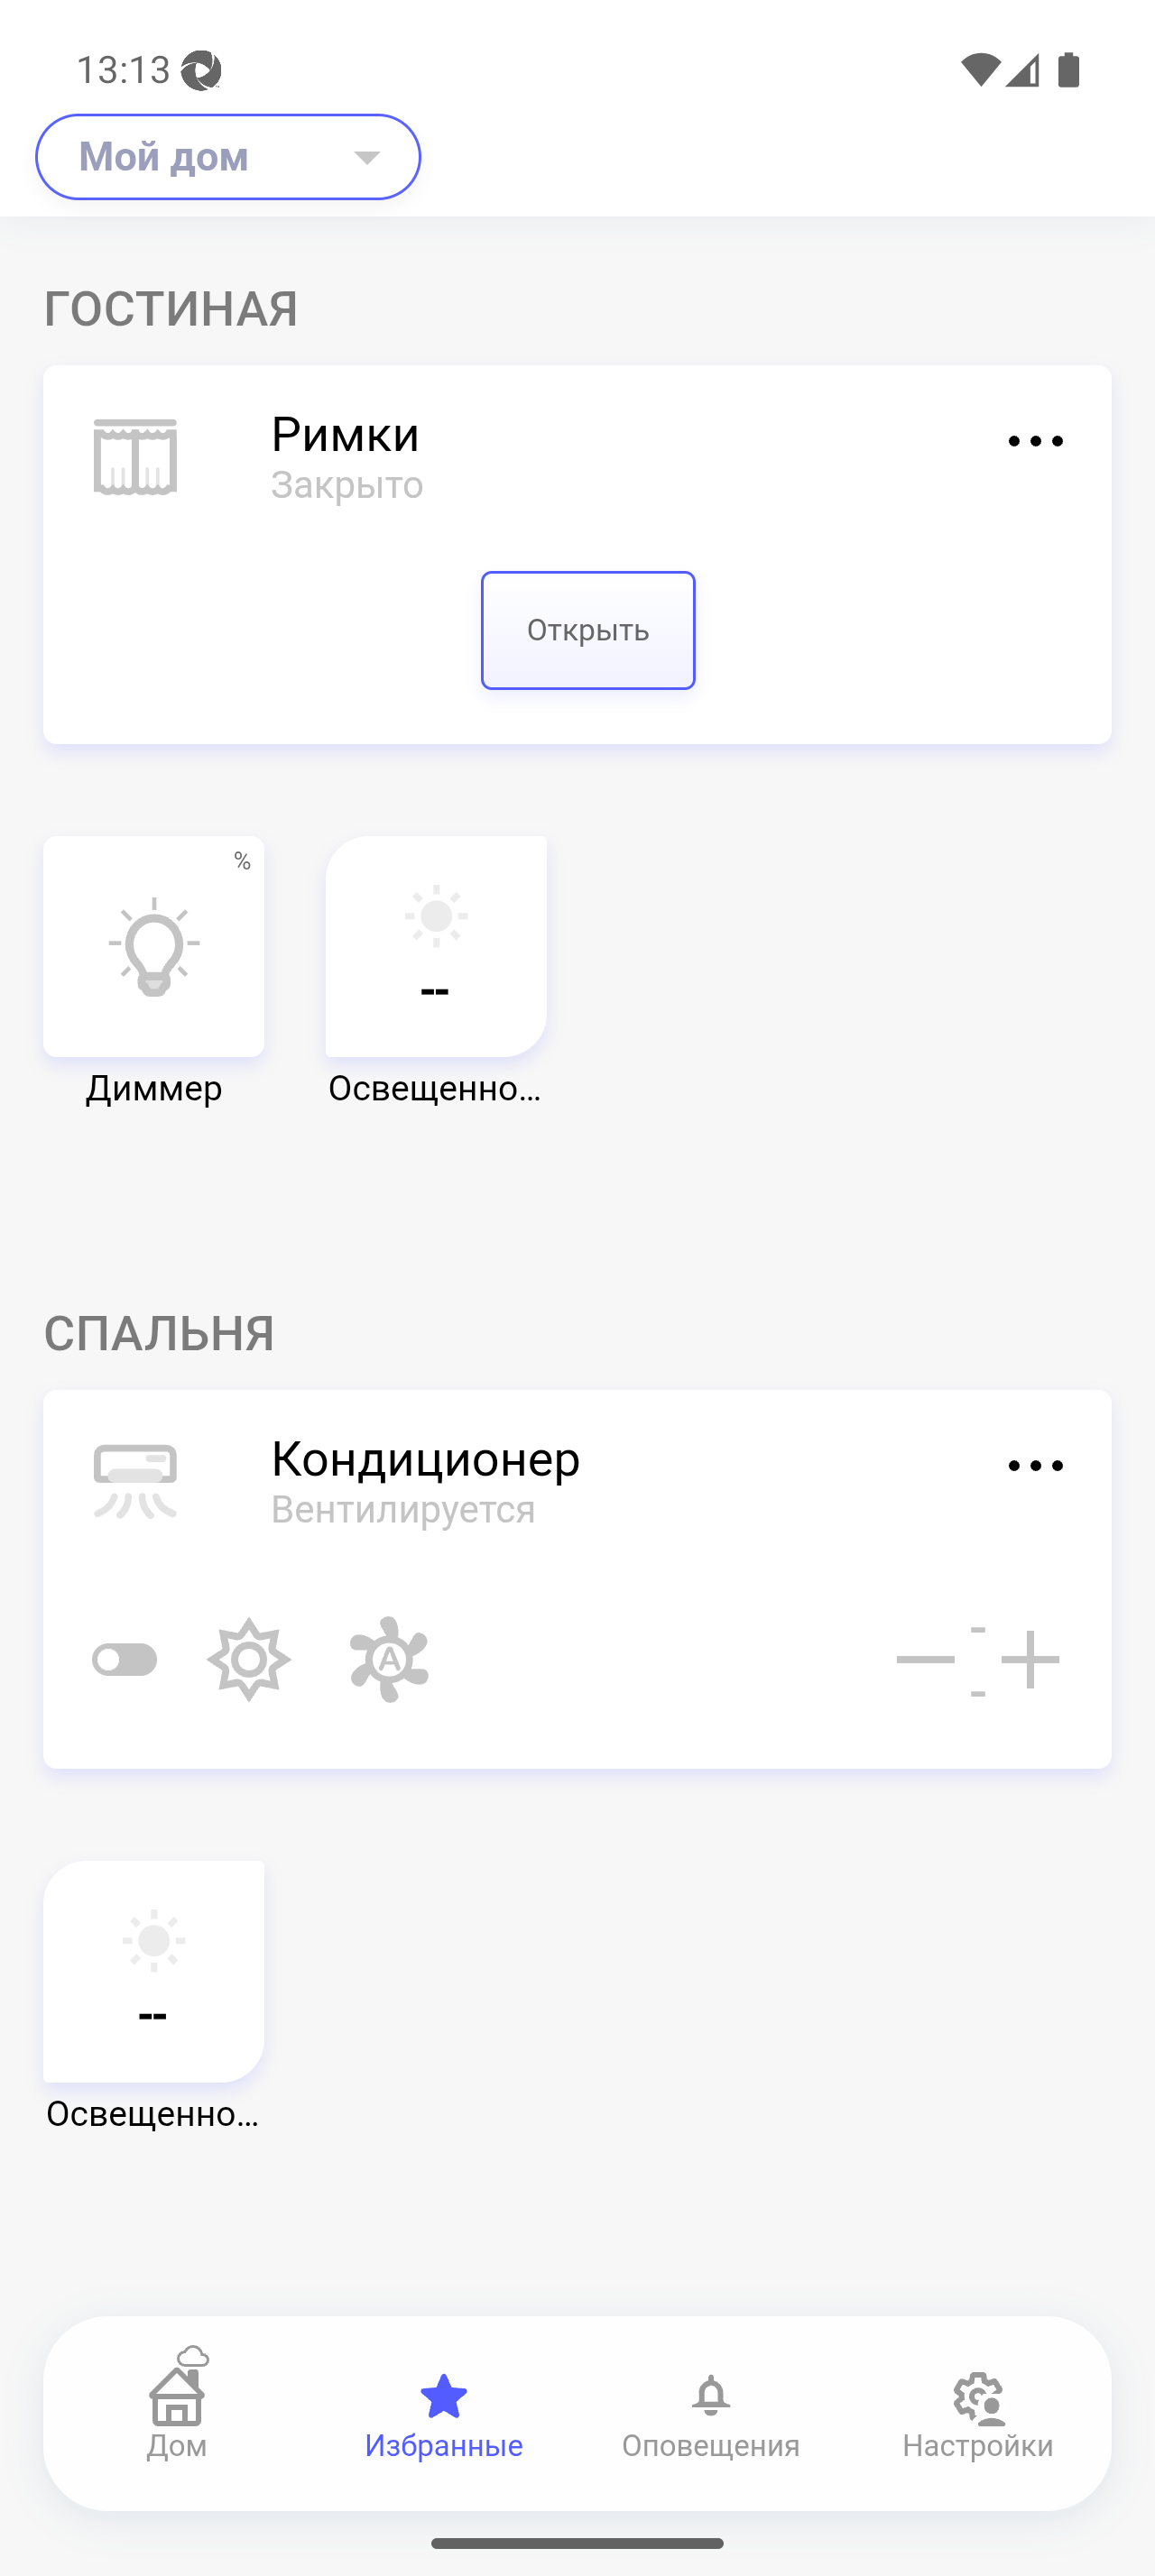 13:13
Мой дом
ГОСТИНАЯ
Римки
Закрыто
Открыть
%
--
Диммер
Освещенно...
СПАЛЬНЯ
Кондиционер
Вентилируется
A
-
-
--
Освещенно...
Дом
Избранные
Оповещения
Настройки